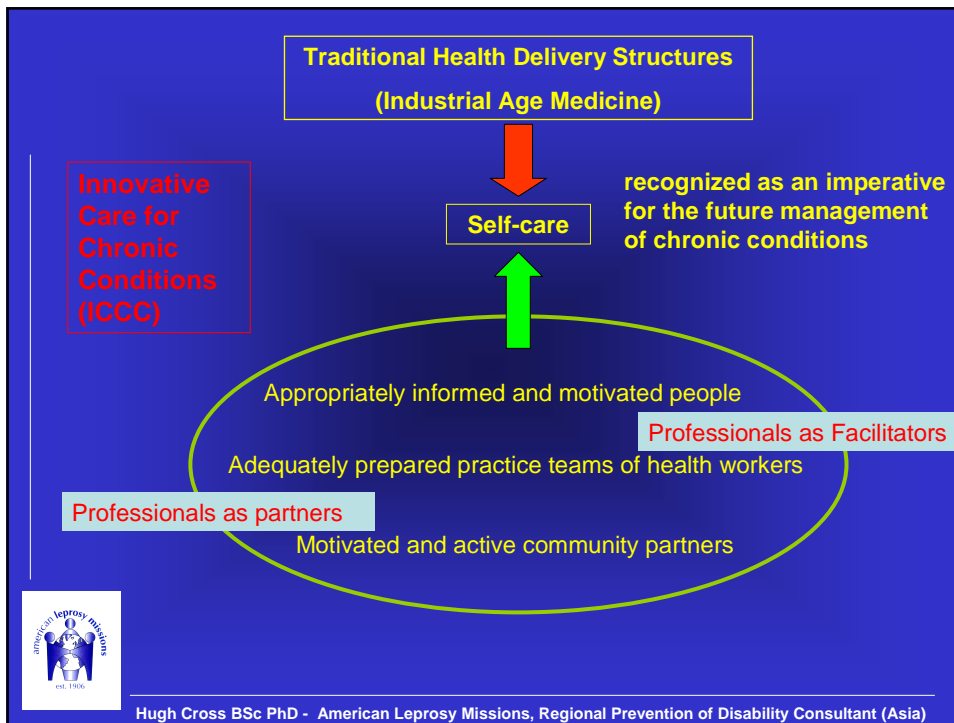 Traditional Health Delivery Structures
(Industrial Age Medicine)
Innovative
Care for
Chronic
Conditions
(ICCC)
recognized as an imperative
for the future management
of chronic conditions
Self-care
Appropriately informed and motivated people
Professionals as Facilitators
Adequately prepared practice teams of health workers
Professionals as partners
Motivated and active community partners
american leprosy missions
est. 1906
Hugh Cross BSc PhD - American Leprosy Missions, Regional Prevention of Disability Consultant (Asia)